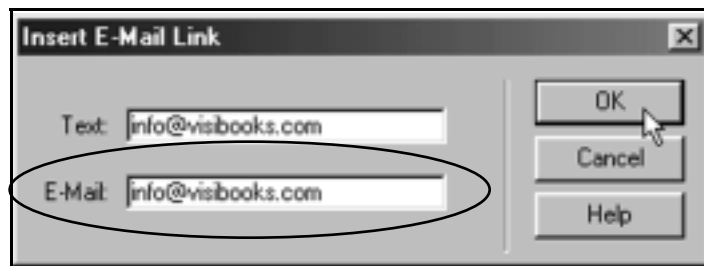 Insert E-Mail Link
Text: info@visibooks.com
E-Mail: info@visibooks.com
OK
Cancel
Help